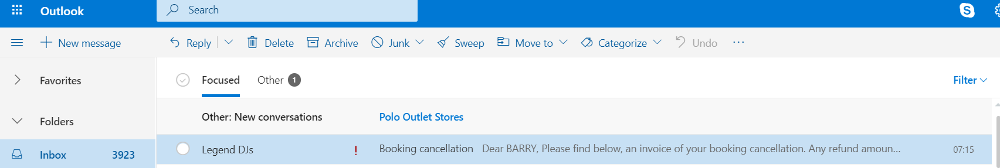 Outlook
Search
S
New message
Reply
Delete
Archive
Junk
Sweep
Move to
Categorize
Undo
Favorites
Focused
Other 1
Filter
Folders
Other: New conversations
Polo Outlet Stores
Inbox 3923
Legend DJs
!
Booking cancellation Dear BARRY, Please find below, an invoice of your booking cancellation. Any refund amoun...
07:15